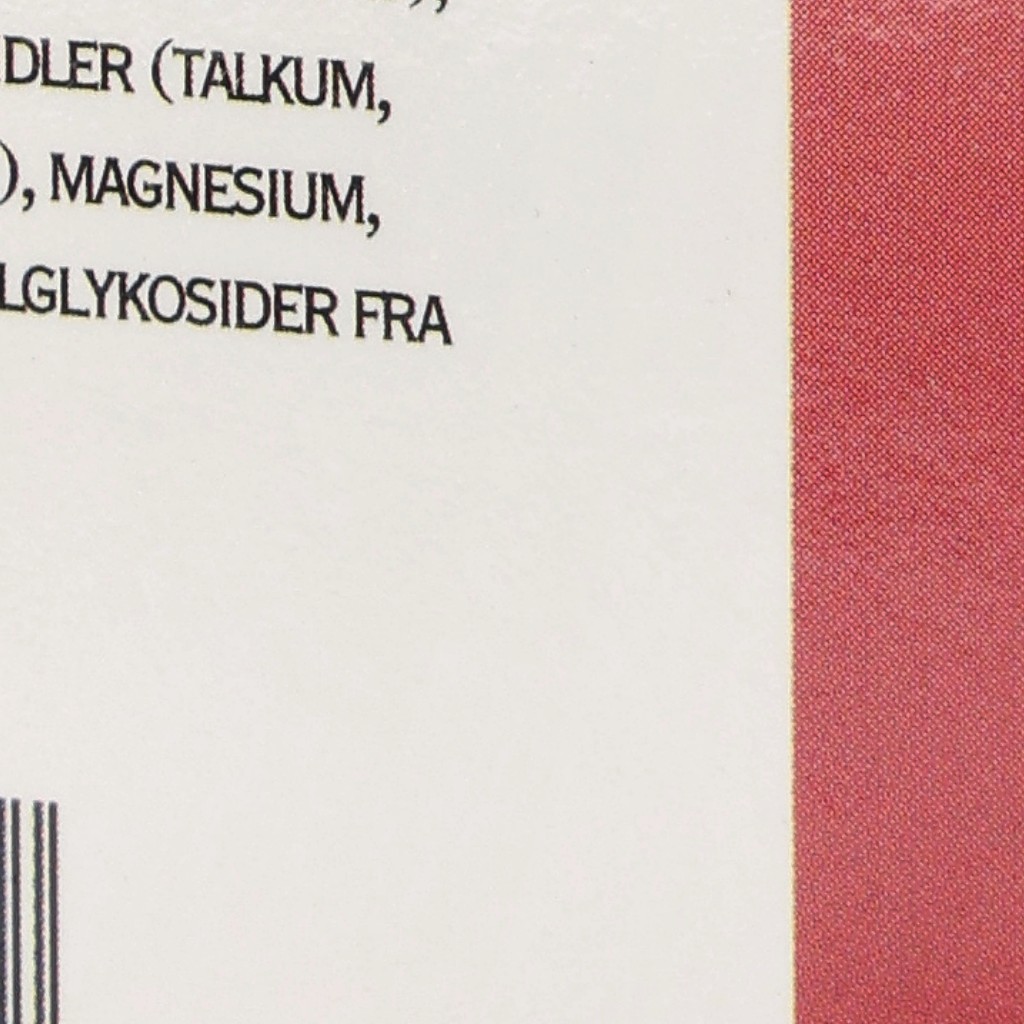 DLER (TALKUM,
), MAGNESIUM,
LGLYKOSIDER FRA